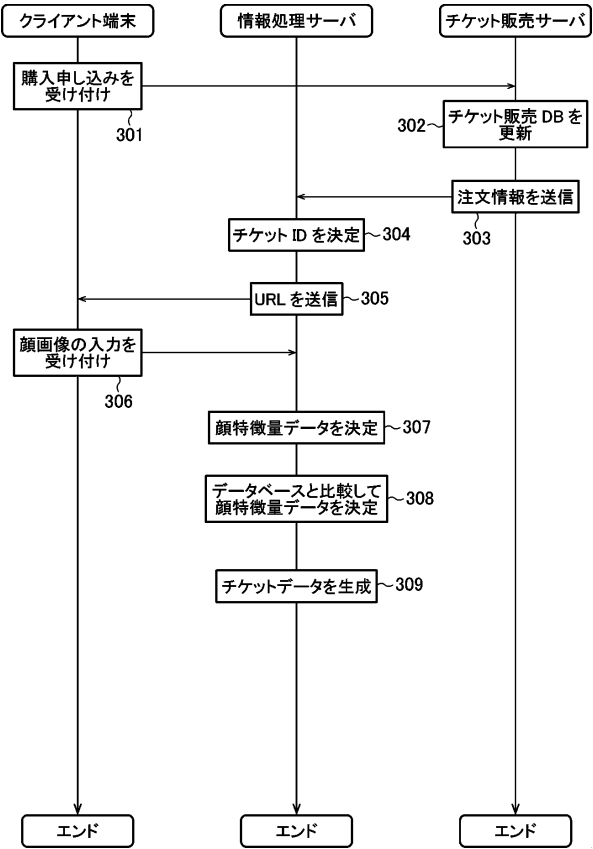 クライアント端末
情報処理サーバ
チケット販売サーバ
購入申し込みを
受け付け
301
302
チケット販売 DB を
更新
注文情報を送信
303
チケット ID を決定
304
URL を送信
305
顔画像の入力を
受け付け
306
顔特徴量データを決定
307
データベースと比較して
顔特徴量データを決定
308
チケットデータを生成
309
エンド
エンド
エンド